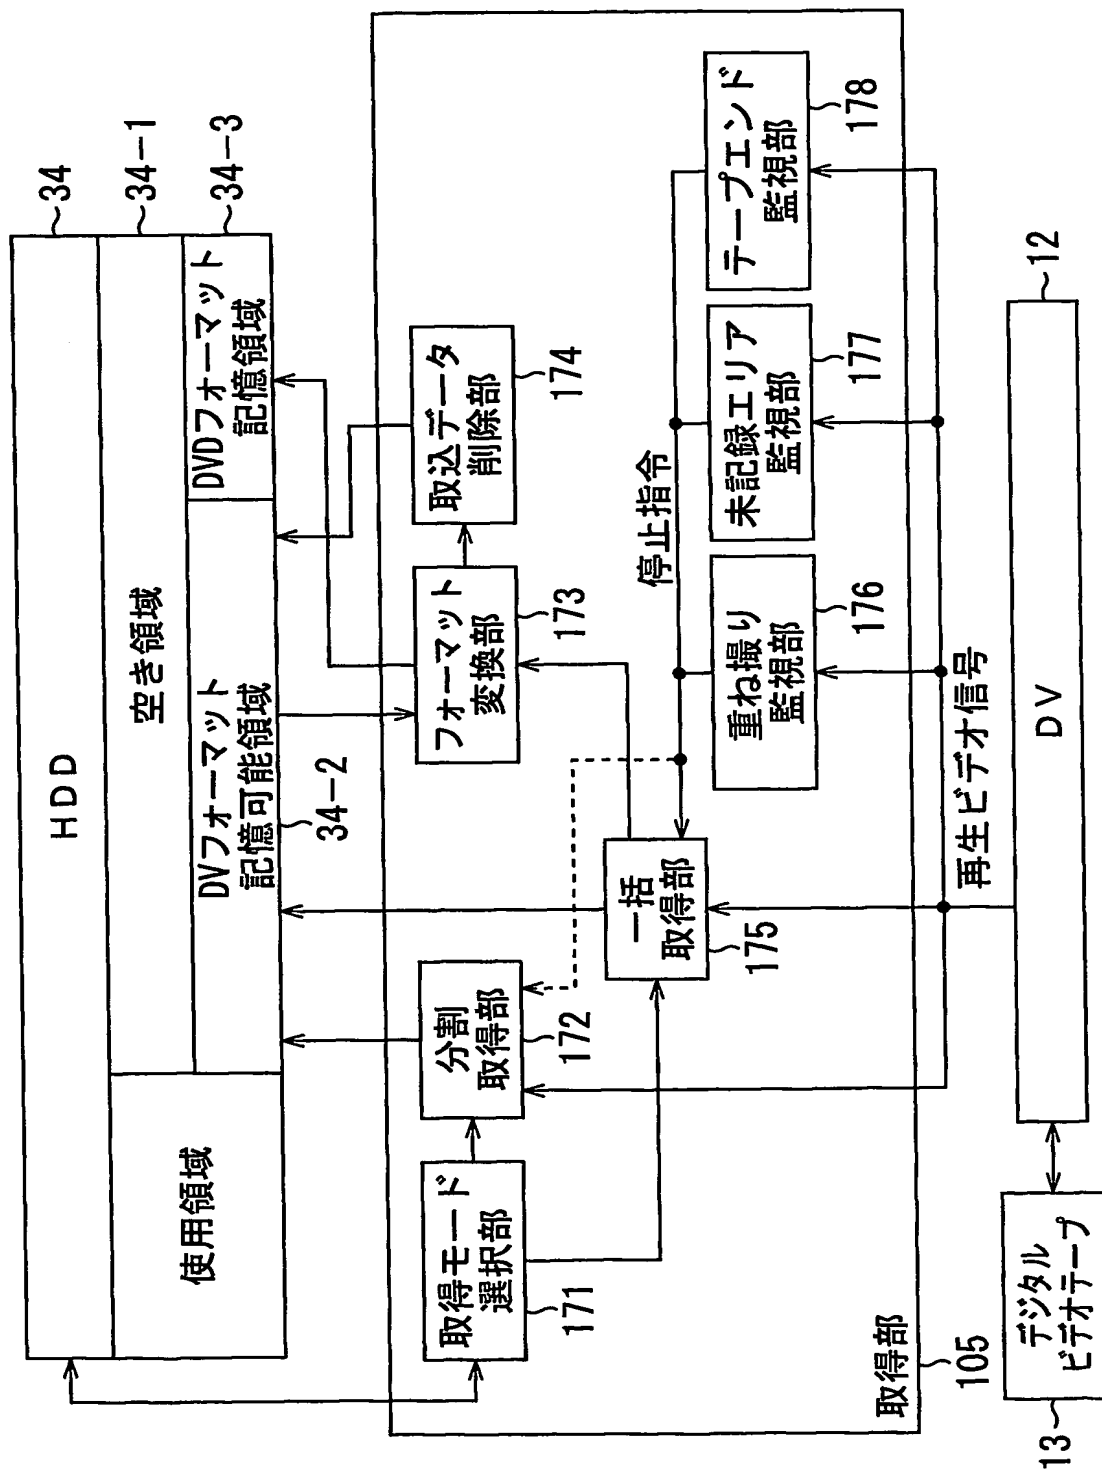 HDD
34
空き領域
34-1
使用領域
DVフォーマット
記憶可能領域
34-2
DVDフォーマット
記憶領域
34-3
取得モード
選択部
171
分割
取得部
172
フォーマット
変換部
173
取込データ
削除部
174
一括
取得部
175
停止指令
重ね撮り
監視部
176
未記録エリア
監視部
177
テープエンド
監視部
178
取得部
105
再生ビデオ信号
デジタル
ビデオテープ
13
DV
12